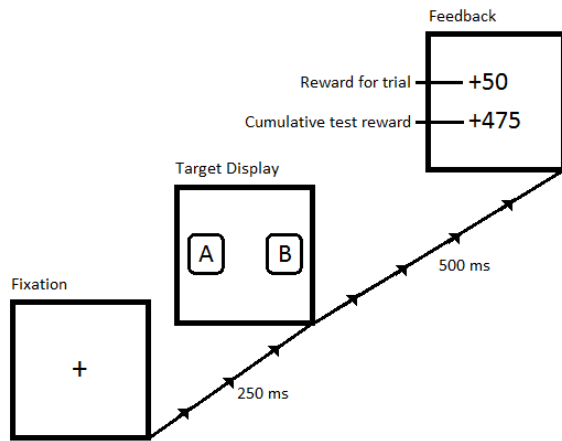 Feedback
Reward for trial
+50
Cumulative test reward
+475
Target Display
A
B
500 ms
Fixation
+
250 ms